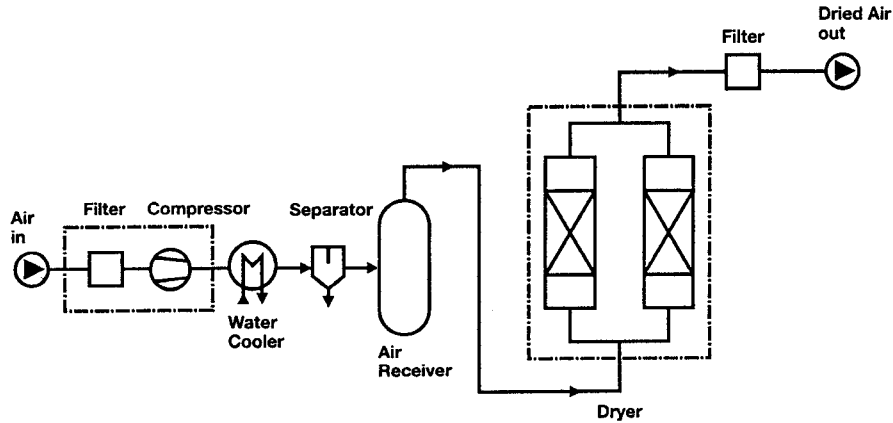 Dried Air
out
Filter
Filter
Compressor
Separator
Air
in
Water
Cooler
Air
Receiver
Dryer